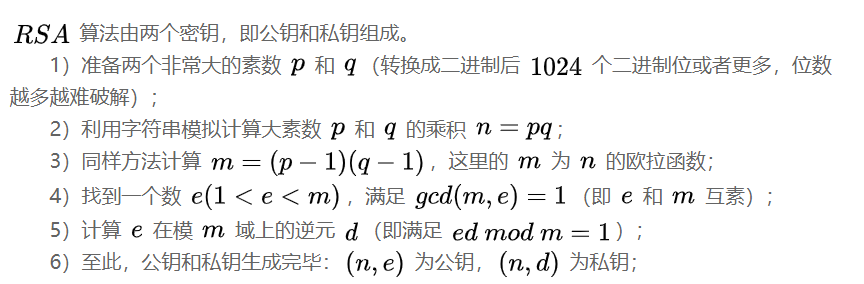 RSA 算法由两个密钥，即公钥和私钥组成。
1）准备两个非常大的素数 p 和 q（转换成二进制后 1024 个二进制位或者更多，位数
越多越难破解）；
2）利用字符串模拟计算大素数 p 和 q 的乘积 n = pq；
3）同样方法计算 m = (p − 1)(q − 1)，这里的 m 为 n 的欧拉函数；
4）找到一个数 e(1 < e < m)，满足 gcd(m, e) = 1（即 e 和 m 互素）；
5）计算 e 在模 m 域上的逆元 d（即满足 ed mod m = 1）；
6）至此，公钥和私钥生成完毕：(n, e) 为公钥，(n, d) 为私钥；